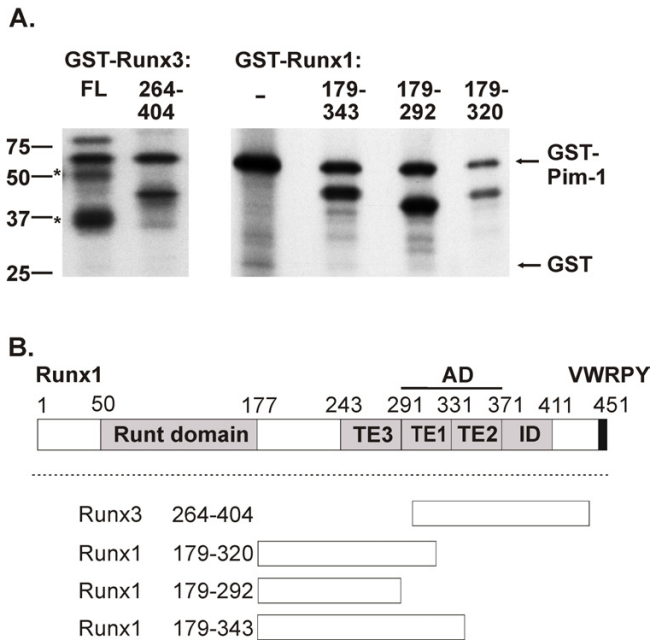 A.
GST-Runx3: GST-Runx1:
FL 264-404 – 179-343 179-292 179-320
75
50 *
37 *
25
GST-Pim-1
GST
B.
Runx1 AD VWRPY
1 50 177 243 291 331 371 411 451
Runt domain TE3 TE1 TE2 ID
Runx3 264-404
Runx1 179-320
Runx1 179-292
Runx1 179-343